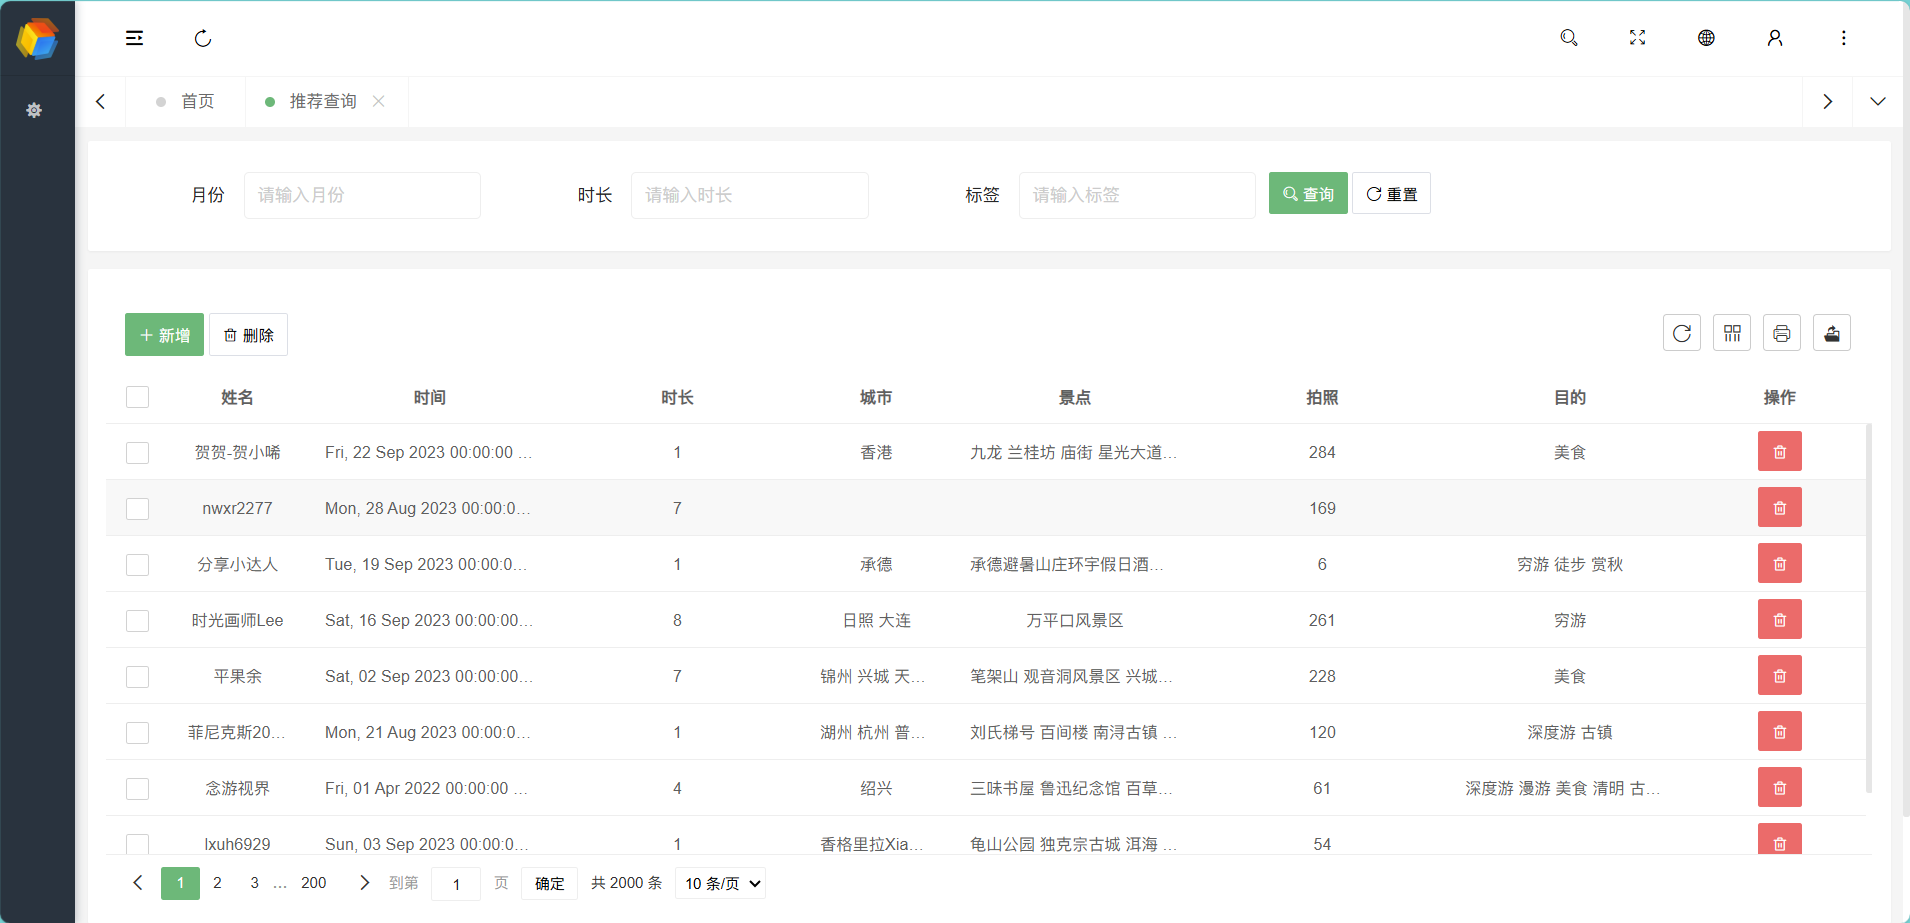 首页 推荐查询
月份 请输入月份 时长 请输入时长 标签 请输入标签 查询 重置
新增 删除
姓名 时间 时长 城市 景点 拍照 目的 操作
贺贺-贺小唏 Fri, 22 Sep 2023 00:00:00 ... 1 香港 九龙 兰桂坊 庙街 星光大道... 284 美食
nwxr2277 Mon, 28 Aug 2023 00:00:0... 7 169
分享小达人 Tue, 19 Sep 2023 00:00:0... 1 承德 承德避暑山庄环宇假日酒... 6 穷游 徒步 赏秋
时光画师Lee Sat, 16 Sep 2023 00:00:00... 8 日照 大连 万平口风景区 261 穷游
平果余 Sat, 02 Sep 2023 00:00:00... 7 锦州 兴城 天... 笔架山 观音洞风景区 兴城... 228 美食
菲尼克斯20... Mon, 21 Aug 2023 00:00:0... 1 湖州 杭州 普... 刘氏梯号 百间楼 南浔古镇 ... 120 深度游 古镇
念游视界 Fri, 01 Apr 2022 00:00:00 ... 4 绍兴 三味书屋 鲁迅纪念馆 百草... 61 深度游 漫游 美食 清明 古...
lxuh6929 Sun, 03 Sep 2023 00:00:0... 1 香格里拉Xia... 龟山公园 独克宗古城 洱海 ... 54
1 2 3 ... 200 到第 1 页 确定 共 2000 条 10 条/页